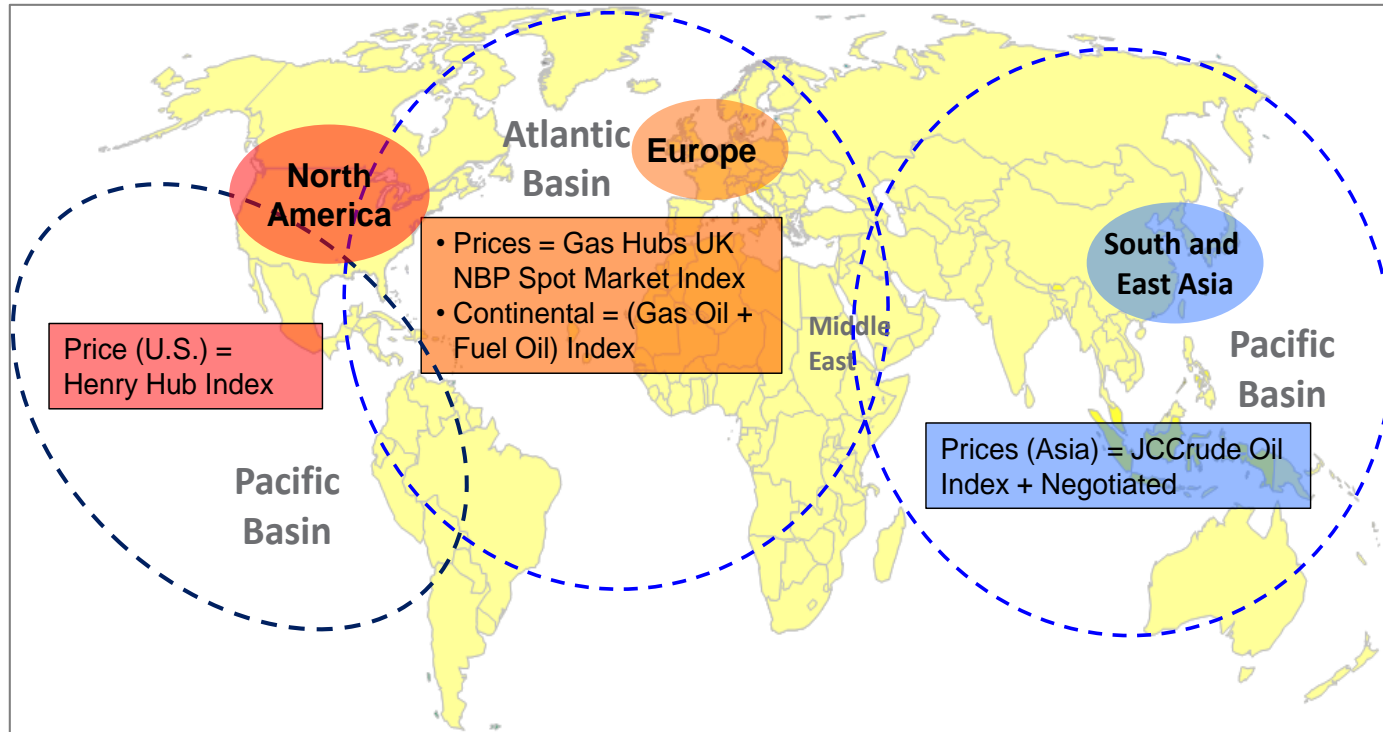 North
America
Atlantic
Basin
Europe
• Prices = Gas Hubs UK
NBP Spot Market Index
• Continental = (Gas Oil +
Fuel Oil) Index
South and
East Asia
Middle
East
Price (U.S.) =
Henry Hub Index
Pacific
Basin
Prices (Asia) = JCCrude Oil
Index + Negotiated
Pacific
Basin